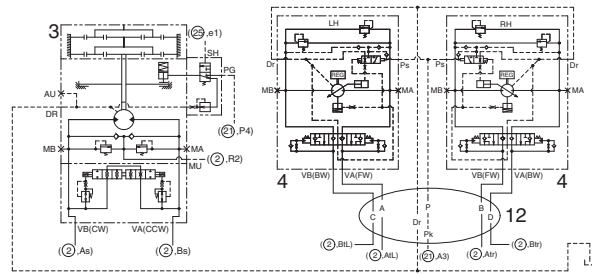 3
(25,e1)
SH
PG
AU
DR
(21,P4)
MB
MA
(2,R2)
MU
VB(CW)
VA(CCW)
(2,As)
(2,Bs)
LH
RH
Dr
Ps
Ps
Dr
REG
REG
MB
MA
MB
MA
4
VB(BW)
VA(FW)
VB(FW)
VA(BW)
4
A
P
B
C
D
12
Dr
Pk
(2,BtL)
(2,AtL)
(21,A3)
(2,Atr)
(2,Btr)
L